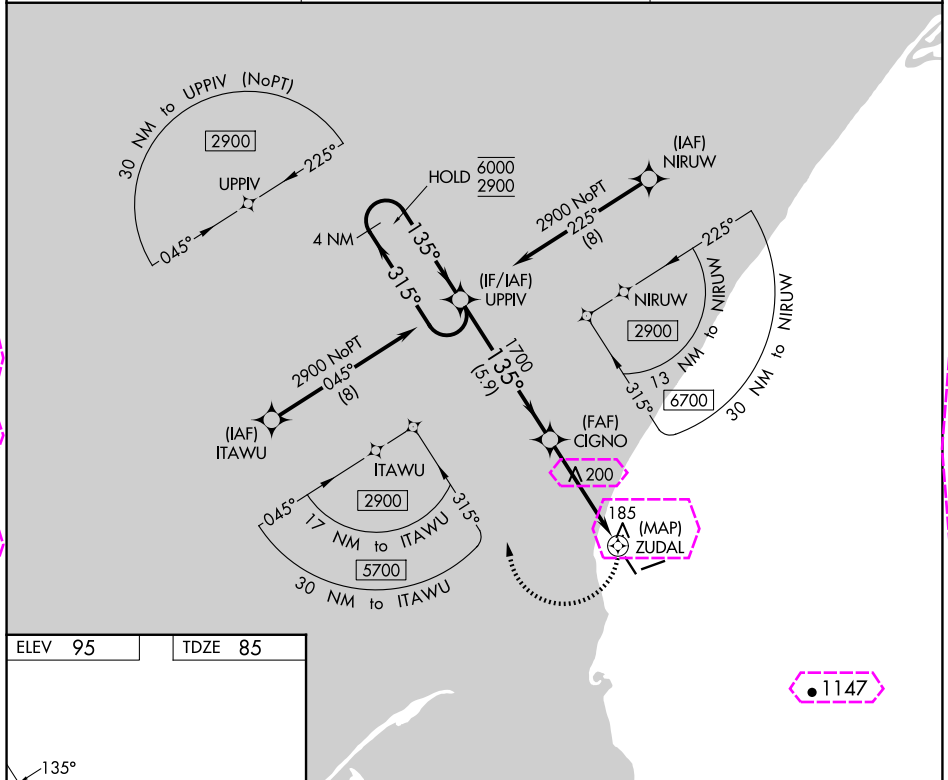 30 NM to UPPIV (NoPT)
2900
UPPIV
225°
045°
HOLD
6000
2900
4 NM
135°
315°
(IF/IAF)
UPPIV
(IAF)
NIRUW
2900 NoPT
225°
(8)
225°
NIRUW
2900
13 NM to NIRUW
315°
6700
30 NM to NIRUW
2900 NoPT
045°
(8)
(IAF)
ITAWU
1700
135°
(5.9)
(FAF)
CIGNO
200
ITAWU
2900
045°
315°
17 NM to ITAWU
5700
30 NM to ITAWU
185
(MAP)
ZUDAL
ELEV 95
TDZE 85
1147
135°